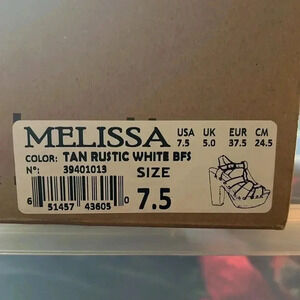 MELISSA
USA UK EUR CM
7.5 5.0 37.5 24.5
COLOR: TAN RUSTIC WHITE BFS
Nº: 39401013
SIZE
7.5
6 51457 43605 0